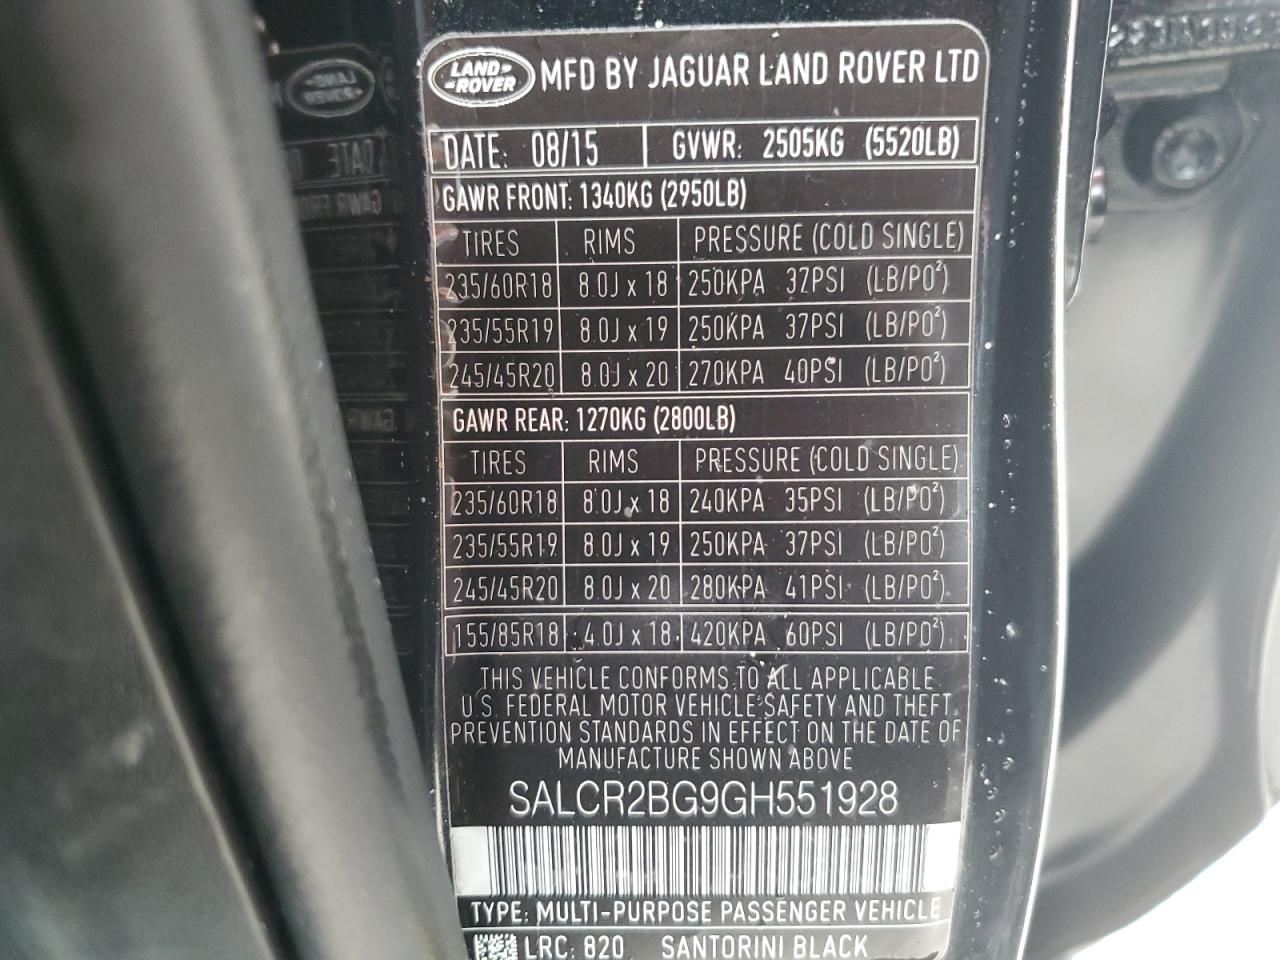 LAND ROVER MFD BY JAGUAR LAND ROVER LTD
DATE: 08/15 GVWR: 2505KG (5520LB)
GAWR FRONT: 1340KG (2950LB)
TIRES RIMS PRESSURE (COLD SINGLE)
235/60R18 8.0J x 18 250KPA 37PSI (LB/PO²)
235/55R19 8.0J x 19 250KPA 37PSI (LB/PO²)
245/45R20 8.0J x 20 270KPA 40PSI (LB/PO²)
GAWR REAR: 1270KG (2800LB)
TIRES RIMS PRESSURE (COLD SINGLE)
235/60R18 8.0J x 18 240KPA 35PSI (LB/PO²)
235/55R19 8.0J x 19 250KPA 37PSI (LB/PO²)
245/45R20 8.0J x 20 280KPA 41PSI (LB/PO²)
155/85R18 4.0J x 18 420KPA 60PSI (LB/PO²)
THIS VEHICLE CONFORMS TO ALL APPLICABLE
U.S. FEDERAL MOTOR VEHICLE SAFETY AND THEFT
PREVENTION STANDARDS IN EFFECT ON THE DATE OF
MANUFACTURE SHOWN ABOVE
SALCR2BG9GH551928
TYPE: MULTI-PURPOSE PASSENGER VEHICLE
LRC: 820 SANTORINI BLACK